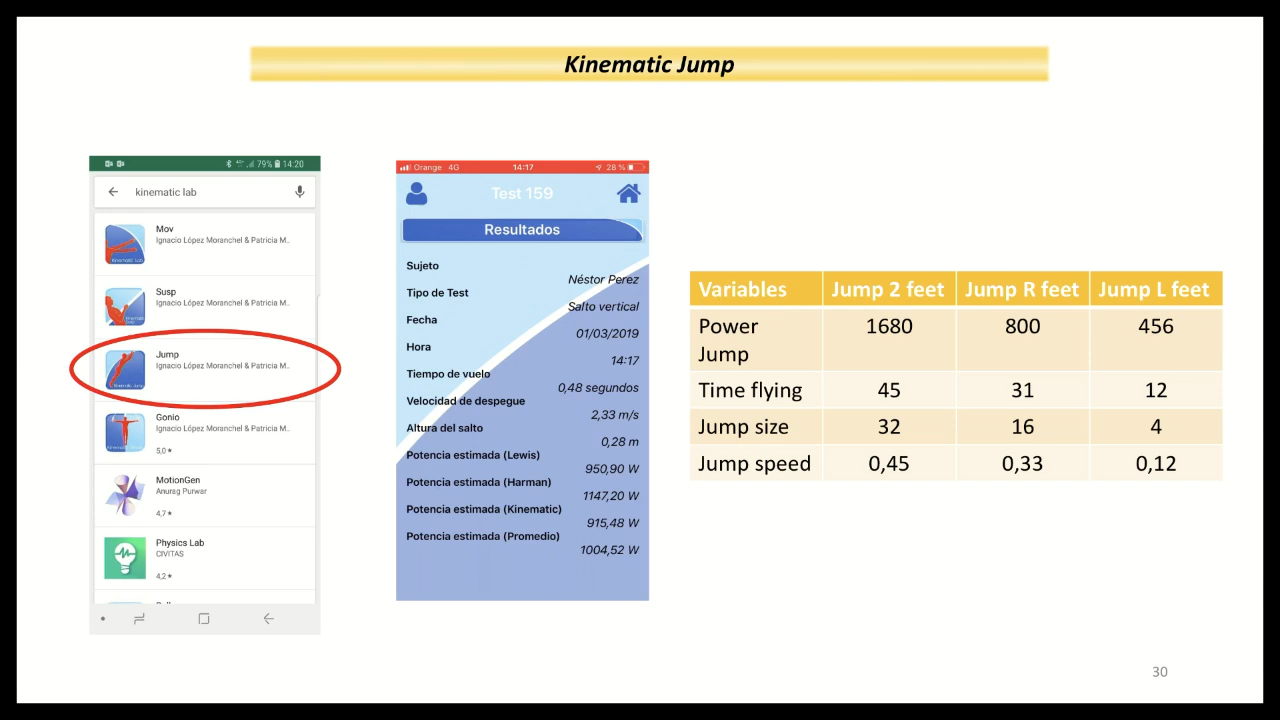 Kinematic Jump
79% 14:20
kinematic lab
Mov
Ignacio López Moranchel & Patricia M..
Kinematic Lab
Susp
Ignacio López Moranchel & Patricia M..
Jump
Ignacio López Moranchel & Patricia M..
Kinematic Jump
Gonio
Ignacio López Moranchel & Patricia M..
5,0 ★
MotionGen
Anurag Purwar
4,7 ★
Physics Lab
CIVITAS
4,2 ★
Orange 4G 14:17 28 %
Test 159
Resultados
Sujeto
Néstor Perez
Tipo de Test
Salto vertical
Fecha
01/03/2019
Hora
14:17
Tiempo de vuelo
0,48 segundos
Velocidad de despegue
2,33 m/s
Altura del salto
0,28 m
Potencia estimada (Lewis)
950,90 W
Potencia estimada (Harman)
1147,20 W
Potencia estimada (Kinematic)
915,48 W
Potencia estimada (Promedio)
1004,52 W
Variables Jump 2 feet Jump R feet Jump L feet
Power Jump 1680 800 456
Time flying 45 31 12
Jump size 32 16 4
Jump speed 0,45 0,33 0,12
30